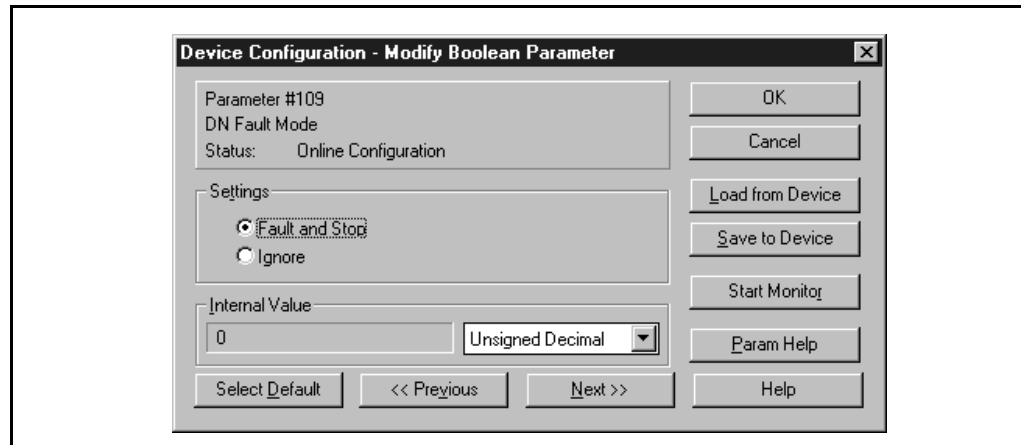 Device Configuration - Modify Boolean Parameter
Parameter #109
DN Fault Mode
Status: Online Configuration
Settings
Fault and Stop
Ignore
Internal Value
0
Unsigned Decimal
Select Default
<< Previous
Next >>
OK
Cancel
Load from Device
Save to Device
Start Monitor
Param Help
Help